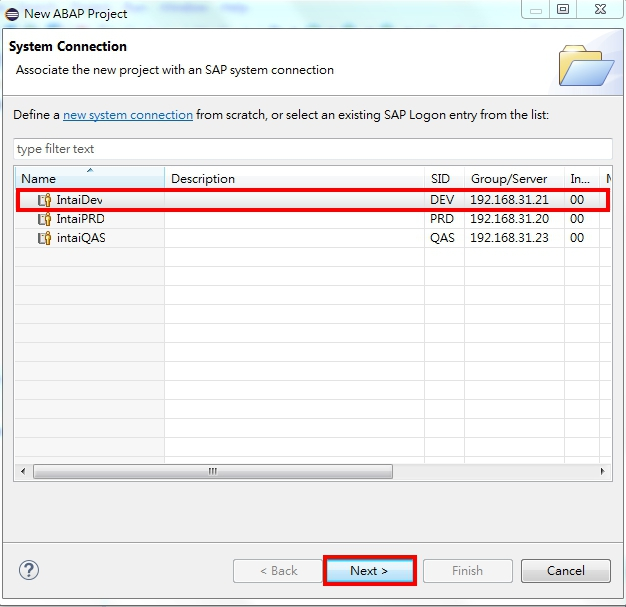 New ABAP Project
System Connection
Associate the new project with an SAP system connection
Define a new system connection from scratch, or select an existing SAP Logon entry from the list:
type filter text
Name Description SID Group/Server In...
IntaiDev DEV 192.168.31.21 00
IntaiPRD PRD 192.168.31.20 00
intaiQAS QAS 192.168.31.23 00
< Back Next > Finish Cancel